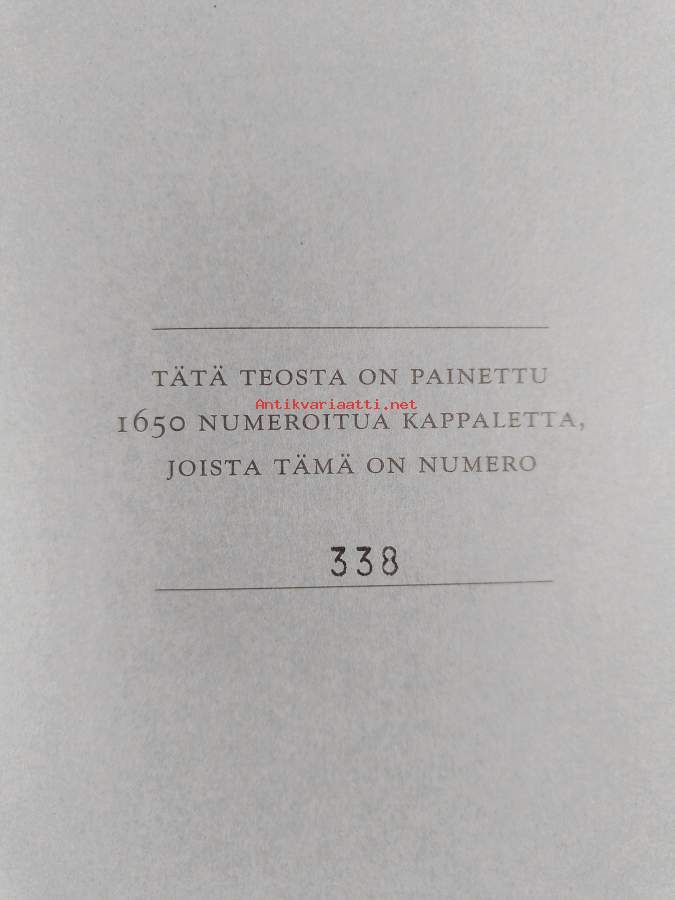 TÄTÄ TEOSTA ON PAINETTU
Antikvariaatti.net
1650 NUMEROITUA KAPPALETTA,
JOISTA TÄMÄ ON NUMERO
338